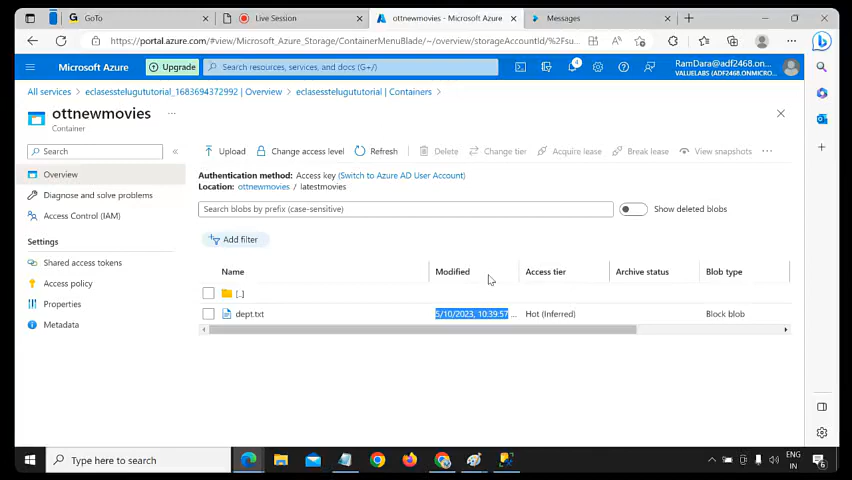 GoTo
Live Session
ottnewmovies - Microsoft Azure
Messages
https://portal.azure.com/#view/Microsoft_Azure_Storage/ContainerMenuBlade/~/overview/storageAccountId/%2Fsu...
Microsoft Azure
Upgrade
Search resources, services, and docs (G+/)
4
RamDara@adf2468.on...
VALUELABS (ADF2468.ONMICRO...
All services > eclasesstelugututorial_1683694372992 | Overview > eclasesstelugututorial | Containers >
ottnewmovies ...
Container
Search
Upload
Change access level
Refresh
Delete
Change tier
Acquire lease
Break lease
View snapshots
Overview
Diagnose and solve problems
Access Control (IAM)
Settings
Shared access tokens
Access policy
Properties
Metadata
Authentication method: Access key (Switch to Azure AD User Account)
Location: ottnewmovies / latestmovies
Search blobs by prefix (case-sensitive)
Show deleted blobs
Add filter
Name Modified Access tier Archive status Blob type
[..]
dept.txt 5/10/2023, 10:39:57 ... Hot (Inferred) Block blob
Type here to search
ENG
IN
6